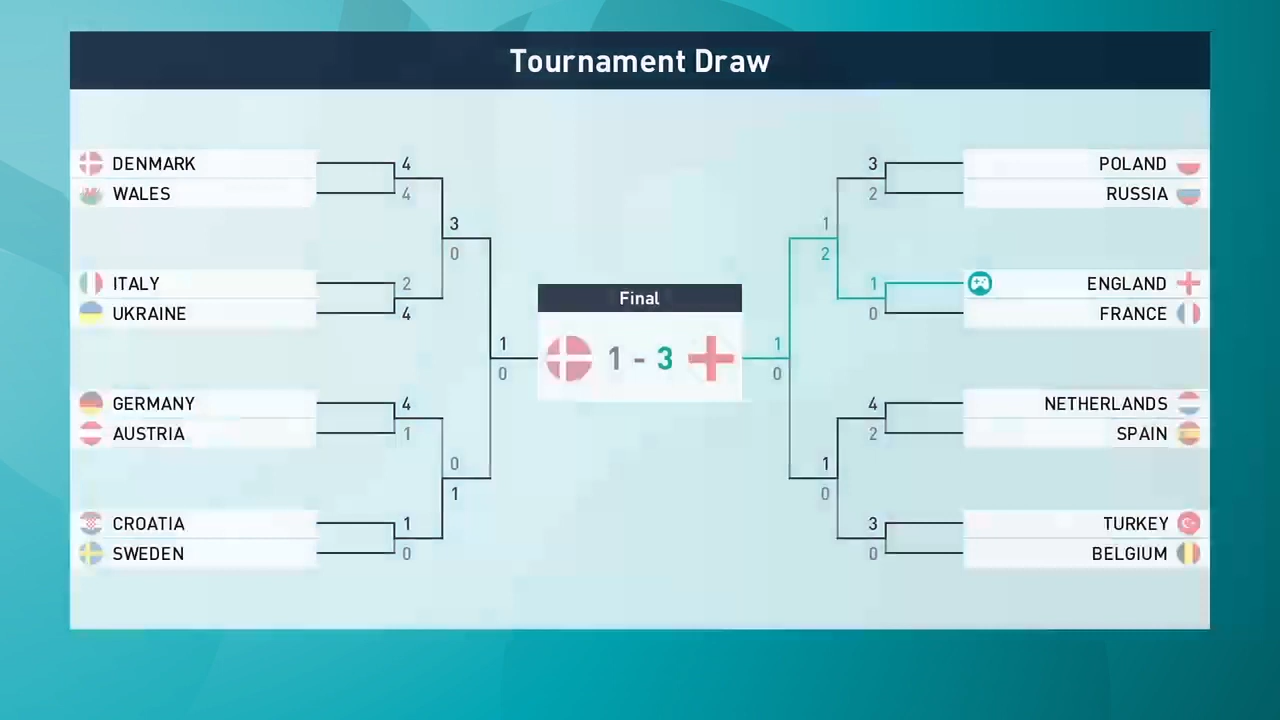 Tournament Draw
DENMARK 4
WALES 4
3
0
ITALY 2
UKRAINE 4
1
0
GERMANY 4
AUSTRIA 1
0
1
CROATIA 1
SWEDEN 0
Final
1 - 3
3 POLAND
2 RUSSIA
1
2
1 ENGLAND
0 FRANCE
1
0
4 NETHERLANDS
2 SPAIN
1
0
3 TURKEY
0 BELGIUM